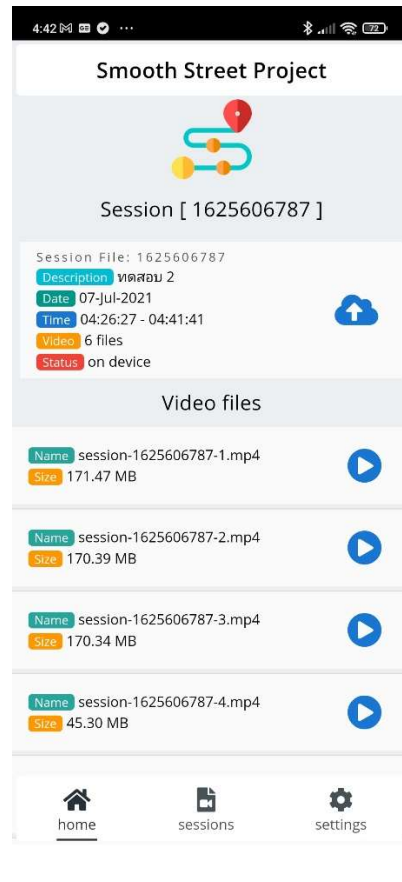 4:42 ... 72
Smooth Street Project
Session [ 1625606787 ]
Session File: 1625606787
Description ทดสอบ 2
Date 07-Jul-2021
Time 04:26:27 - 04:41:41
Video 6 files
Status on device
Video files
Name session-1625606787-1.mp4
Size 171.47 MB
Name session-1625606787-2.mp4
Size 170.39 MB
Name session-1625606787-3.mp4
Size 170.34 MB
Name session-1625606787-4.mp4
Size 45.30 MB
home sessions settings